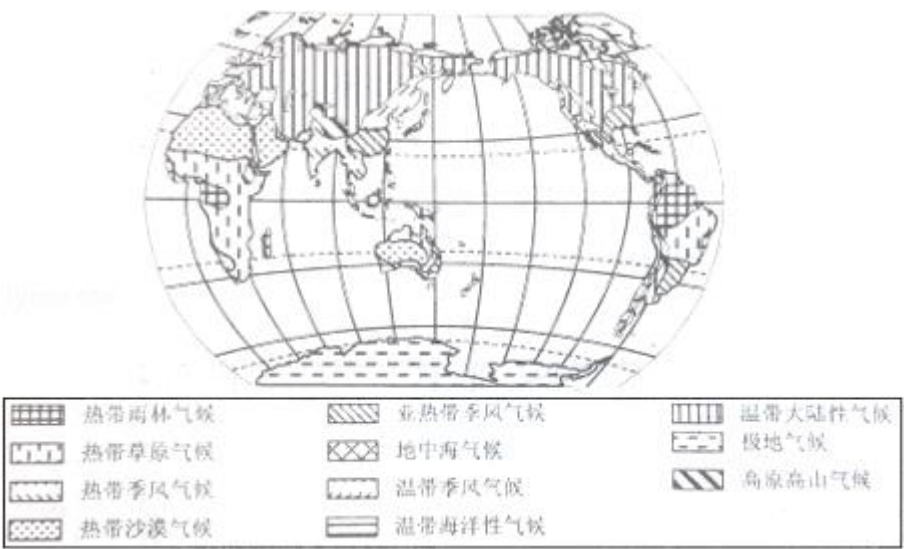 热带雨林气候
亚热带季风气候
温带大陆性气候
热带草原气候
地中海气候
极地气候
热带季风气候
温带季风气候
高原高山气候
热带沙漠气候
温带海洋性气候